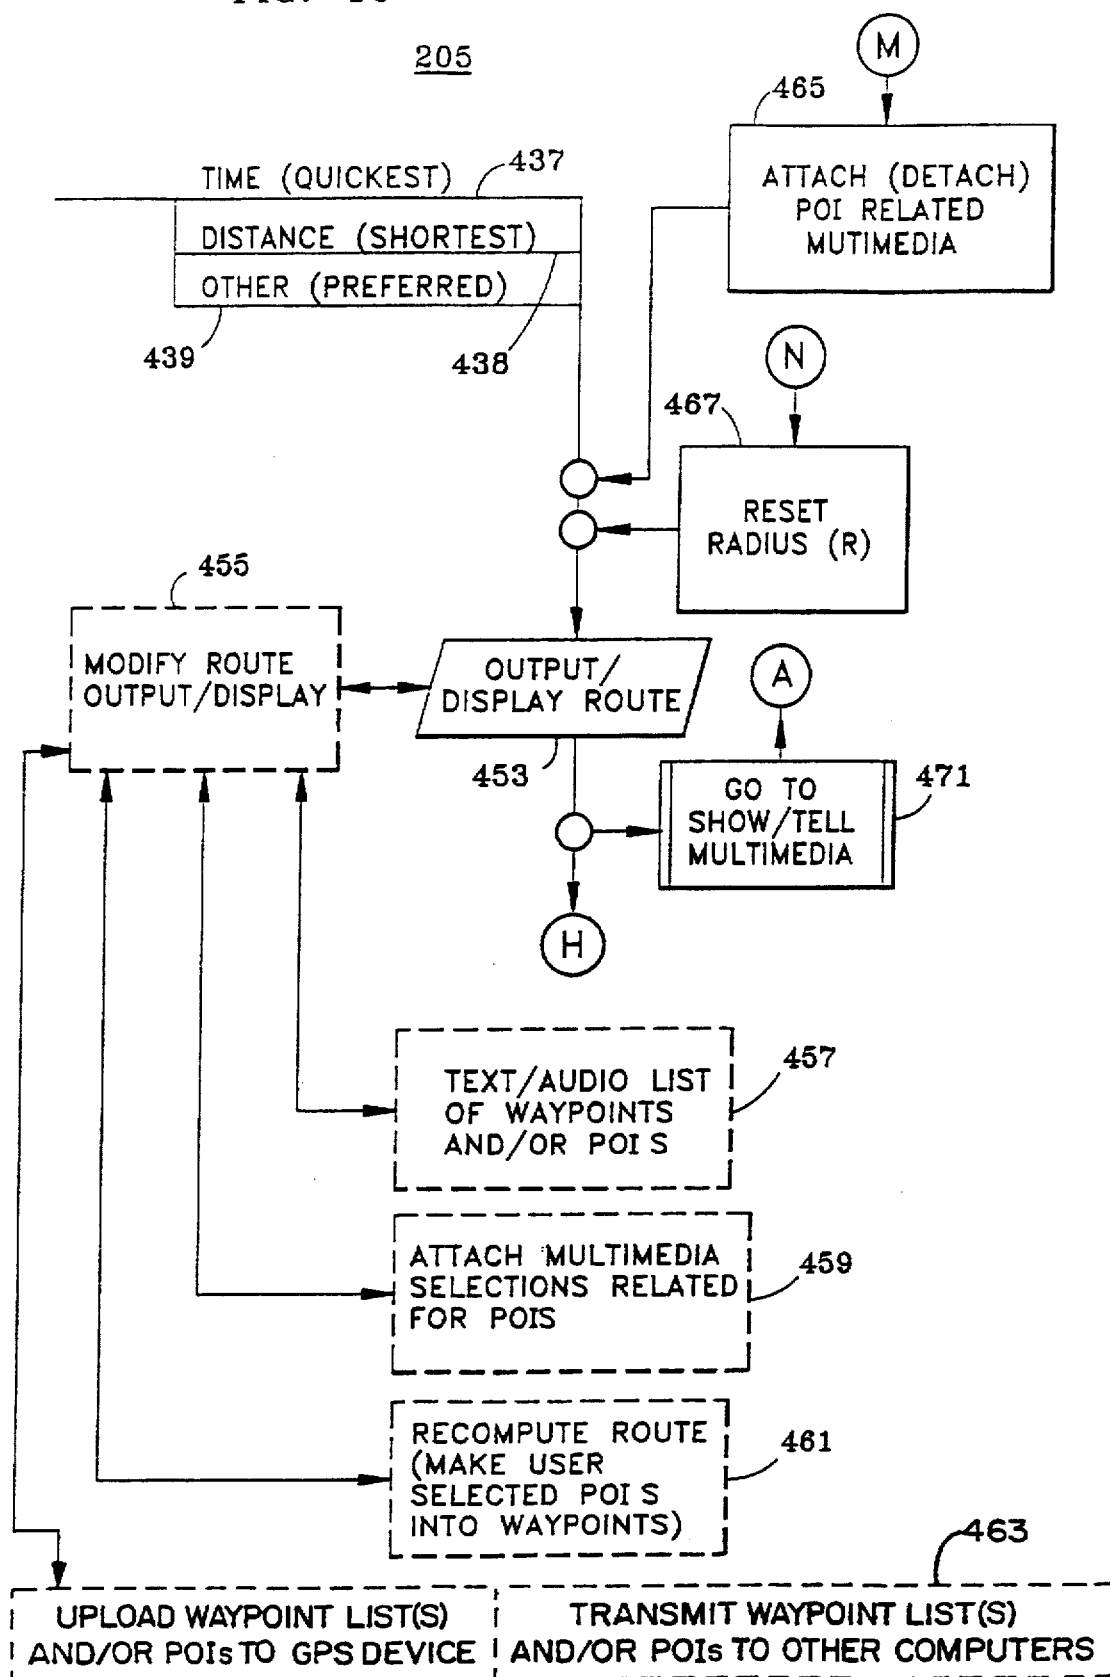 205
M
465
ATTACH (DETACH)
POI RELATED
MUTIMEDIA
TIME (QUICKEST)
437
DISTANCE (SHORTEST)
438
OTHER (PREFERRED)
439
N
467
RESET
RADIUS (R)
455
MODIFY ROUTE
OUTPUT/DISPLAY
OUTPUT/
DISPLAY ROUTE
453
A
GO TO
SHOW/TELL
MULTIMEDIA
471
H
TEXT/AUDIO LIST
OF WAYPOINTS
AND/OR POI S
457
ATTACH MULTIMEDIA
SELECTIONS RELATED
FOR POIS
459
RECOMPUTE ROUTE
(MAKE USER
SELECTED POI S
INTO WAYPOINTS)
461
463
UPLOAD WAYPOINT LIST(S)
AND/OR POIs TO GPS DEVICE
TRANSMIT WAYPOINT LIST(S)
AND/OR POIs TO OTHER COMPUTERS